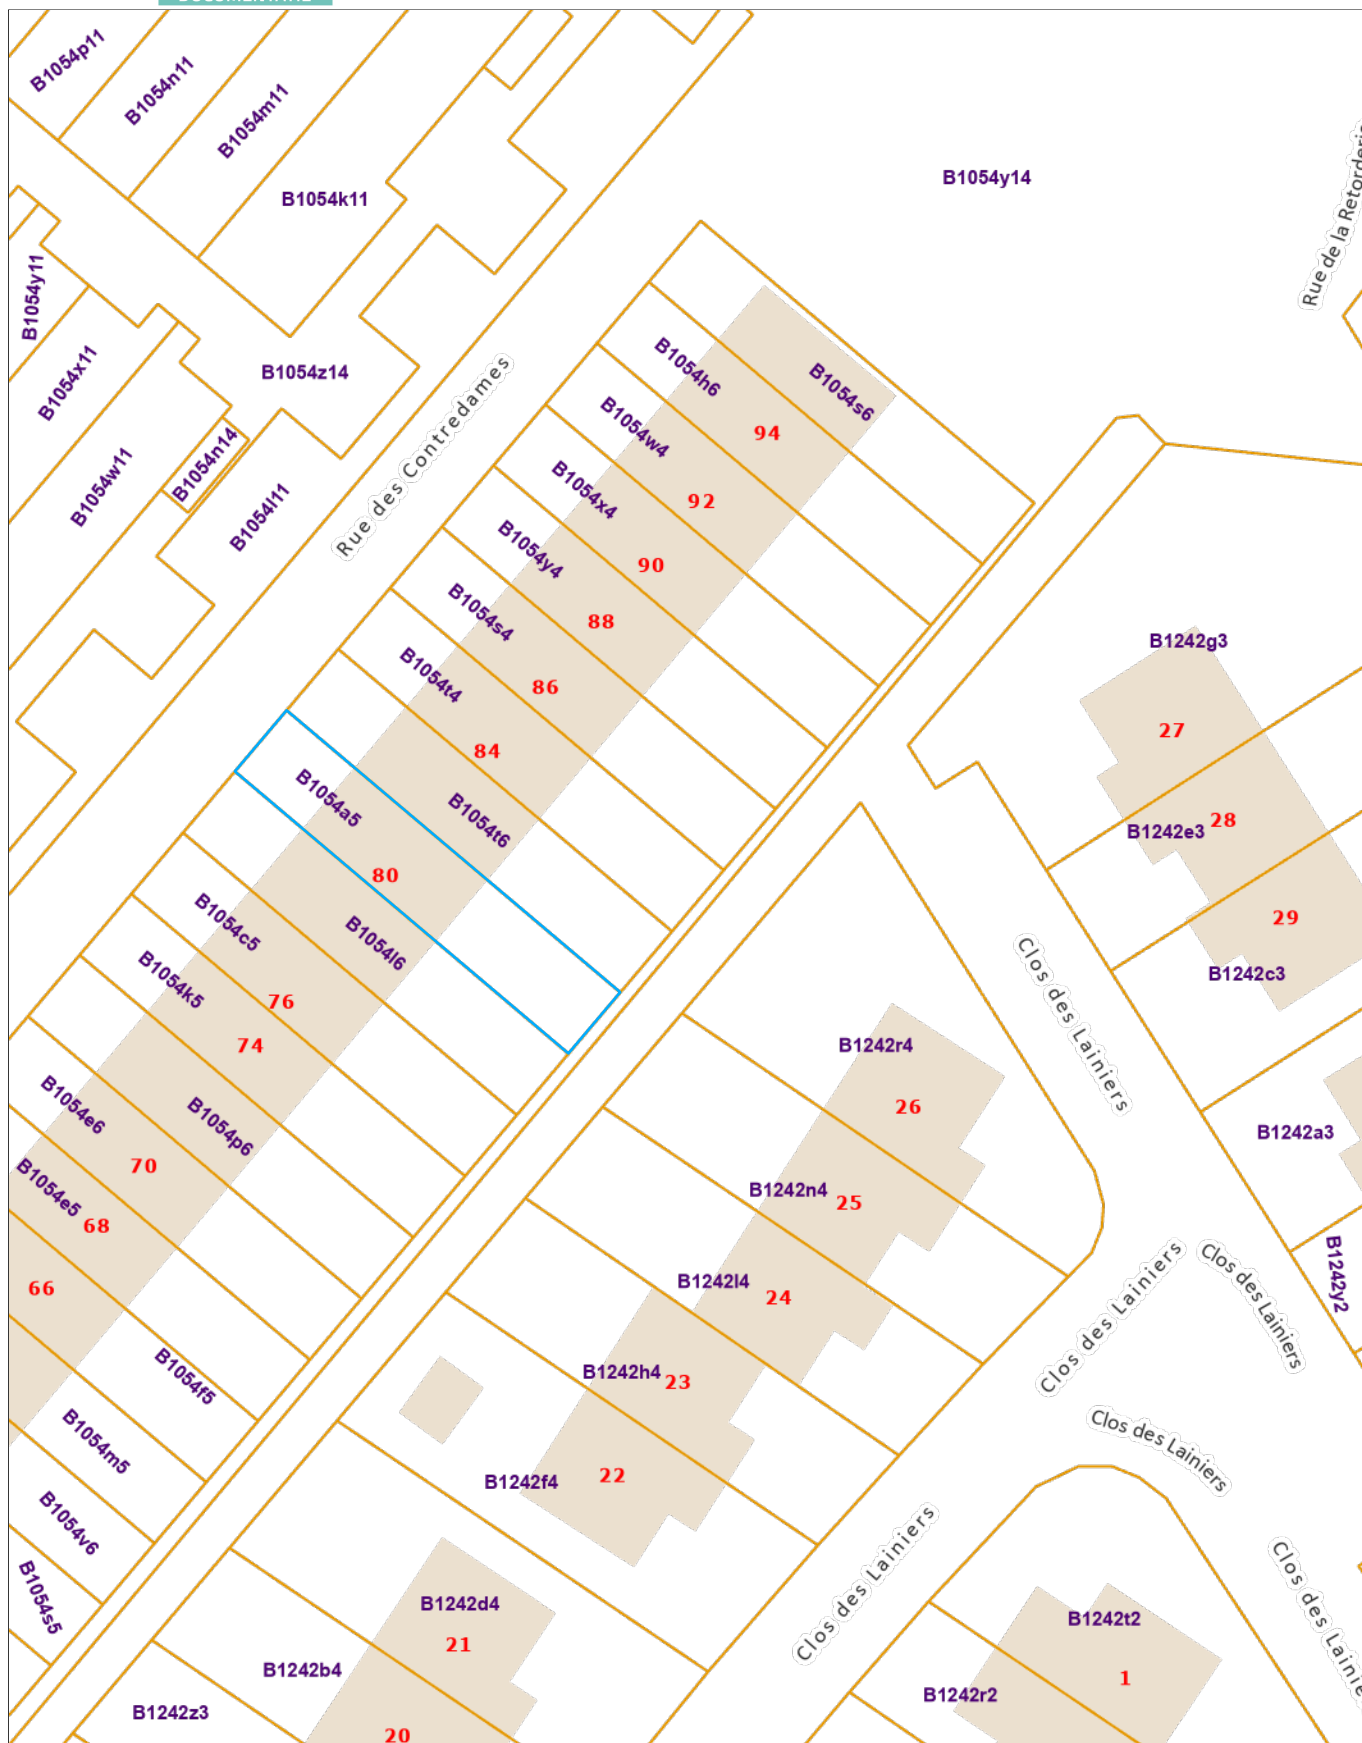 B1054p11
B1054n11
B1054m11
B1054k11
B1054y14
Rue de la Retorderie
B1054y11
B1054x11
B1054z14
B1054w11
B1054n14
B1054l11
Rue des Contredames
B1054h6
B1054s6
94
B1054w4
92
B1054x4
90
B1054y4
88
B1054s4
86
B1054t4
84
B1054t6
B1054a5
80
B1054l6
B1054c5
76
B1054k5
74
B1054p6
B1054e6
70
B1054e5
68
66
B1054f5
B1054m5
B1054v6
B1054s5
B1242g3
27
B1242e3
28
29
B1242c3
Clos des Lainiers
B1242r4
26
B1242a3
B1242n4
25
B1242l4
24
Clos des Lainiers
Clos des Lainiers
B1242y2
B1242h4
23
Clos des Lainiers
B1242f4
22
Clos des Lainiers
Clos des Lainie
B1242d4
21
B1242b4
B1242z3
20
B1242t2
1
B1242r2